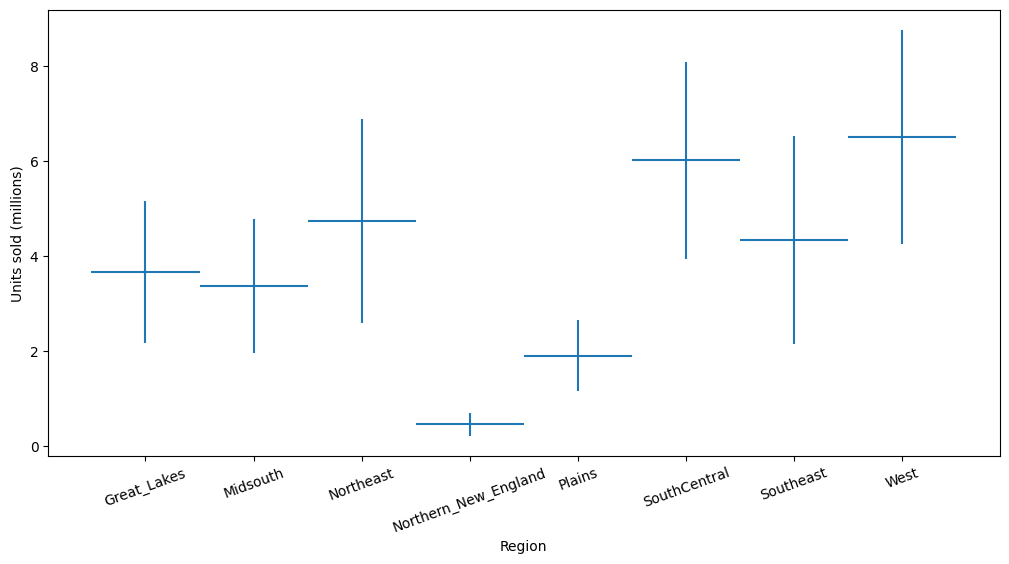 8
6
4
2
0
Units sold (millions)
Great_Lakes
Midsouth
Northeast
Northern_New_England
Plains
SouthCentral
Southeast
West
Region